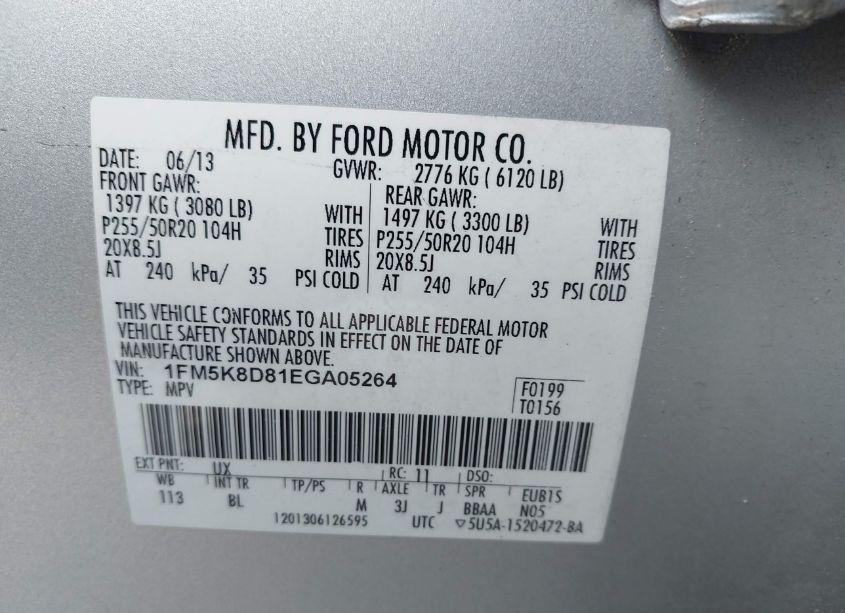 MFD. BY FORD MOTOR CO.
DATE: 06/13 GVWR: 2776 KG ( 6120 LB)
FRONT GAWR: REAR GAWR:
1397 KG ( 3080 LB) WITH 1497 KG ( 3300 LB) WITH
P255/50R20 104H TIRES P255/50R20 104H TIRES
20X8.5J RIMS 20X8.5J RIMS
AT 240 kPa/ 35 PSI COLD AT 240 kPa/ 35 PSI COLD
THIS VEHICLE CONFORMS TO ALL APPLICABLE FEDERAL MOTOR
VEHICLE SAFETY STANDARDS IN EFFECT ON THE DATE OF
MANUFACTURE SHOWN ABOVE.
VIN: 1FM5K8D81EGA05264
TYPE: MPV
F0199
T0156
EXT PNT: UX RC: 11 DSO:
WB INT TR TP/PS R AXLE TR SPR EUB1S
113 BL M 3J J BBAA N05
1201306126595 UTC ▽5U5A-1520472-BA